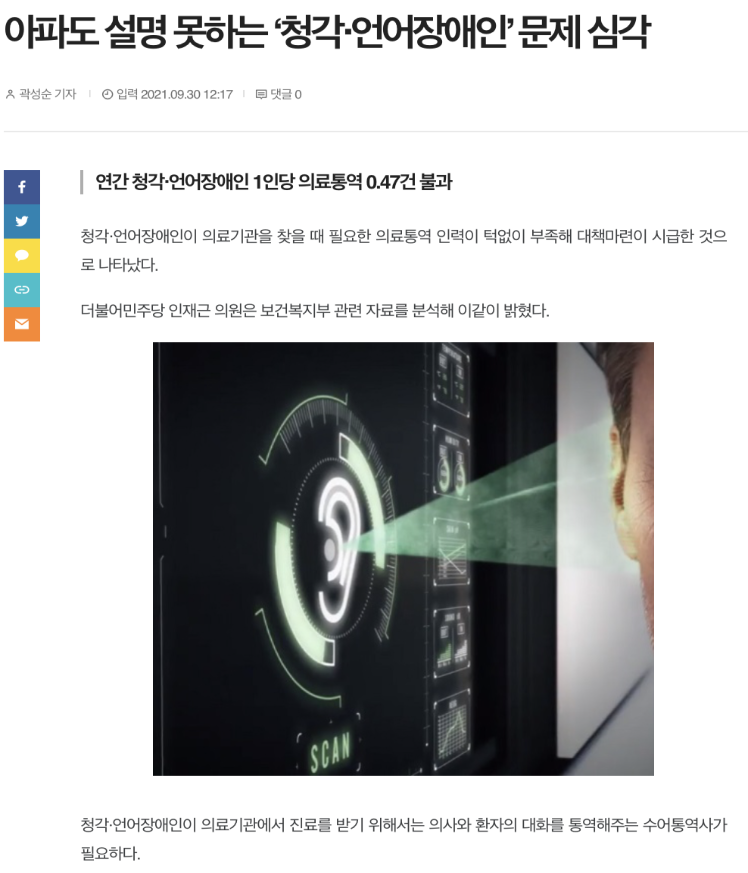 아파도 설명 못하는 ‘청각·언어장애인’ 문제 심각
곽성순 기자
입력 2021.09.30 12:17
댓글 0
연간 청각·언어장애인 1인당 의료통역 0.47건 불과
청각·언어장애인이 의료기관을 찾을 때 필요한 의료통역 인력이 턱없이 부족해 대책마련이 시급한 것으
로 나타났다.
더불어민주당 인재근 의원은 보건복지부 관련 자료를 분석해 이같이 밝혔다.
SCAN
청각·언어장애인이 의료기관에서 진료를 받기 위해서는 의사와 환자의 대화를 통역해주는 수어통역사가
필요하다.